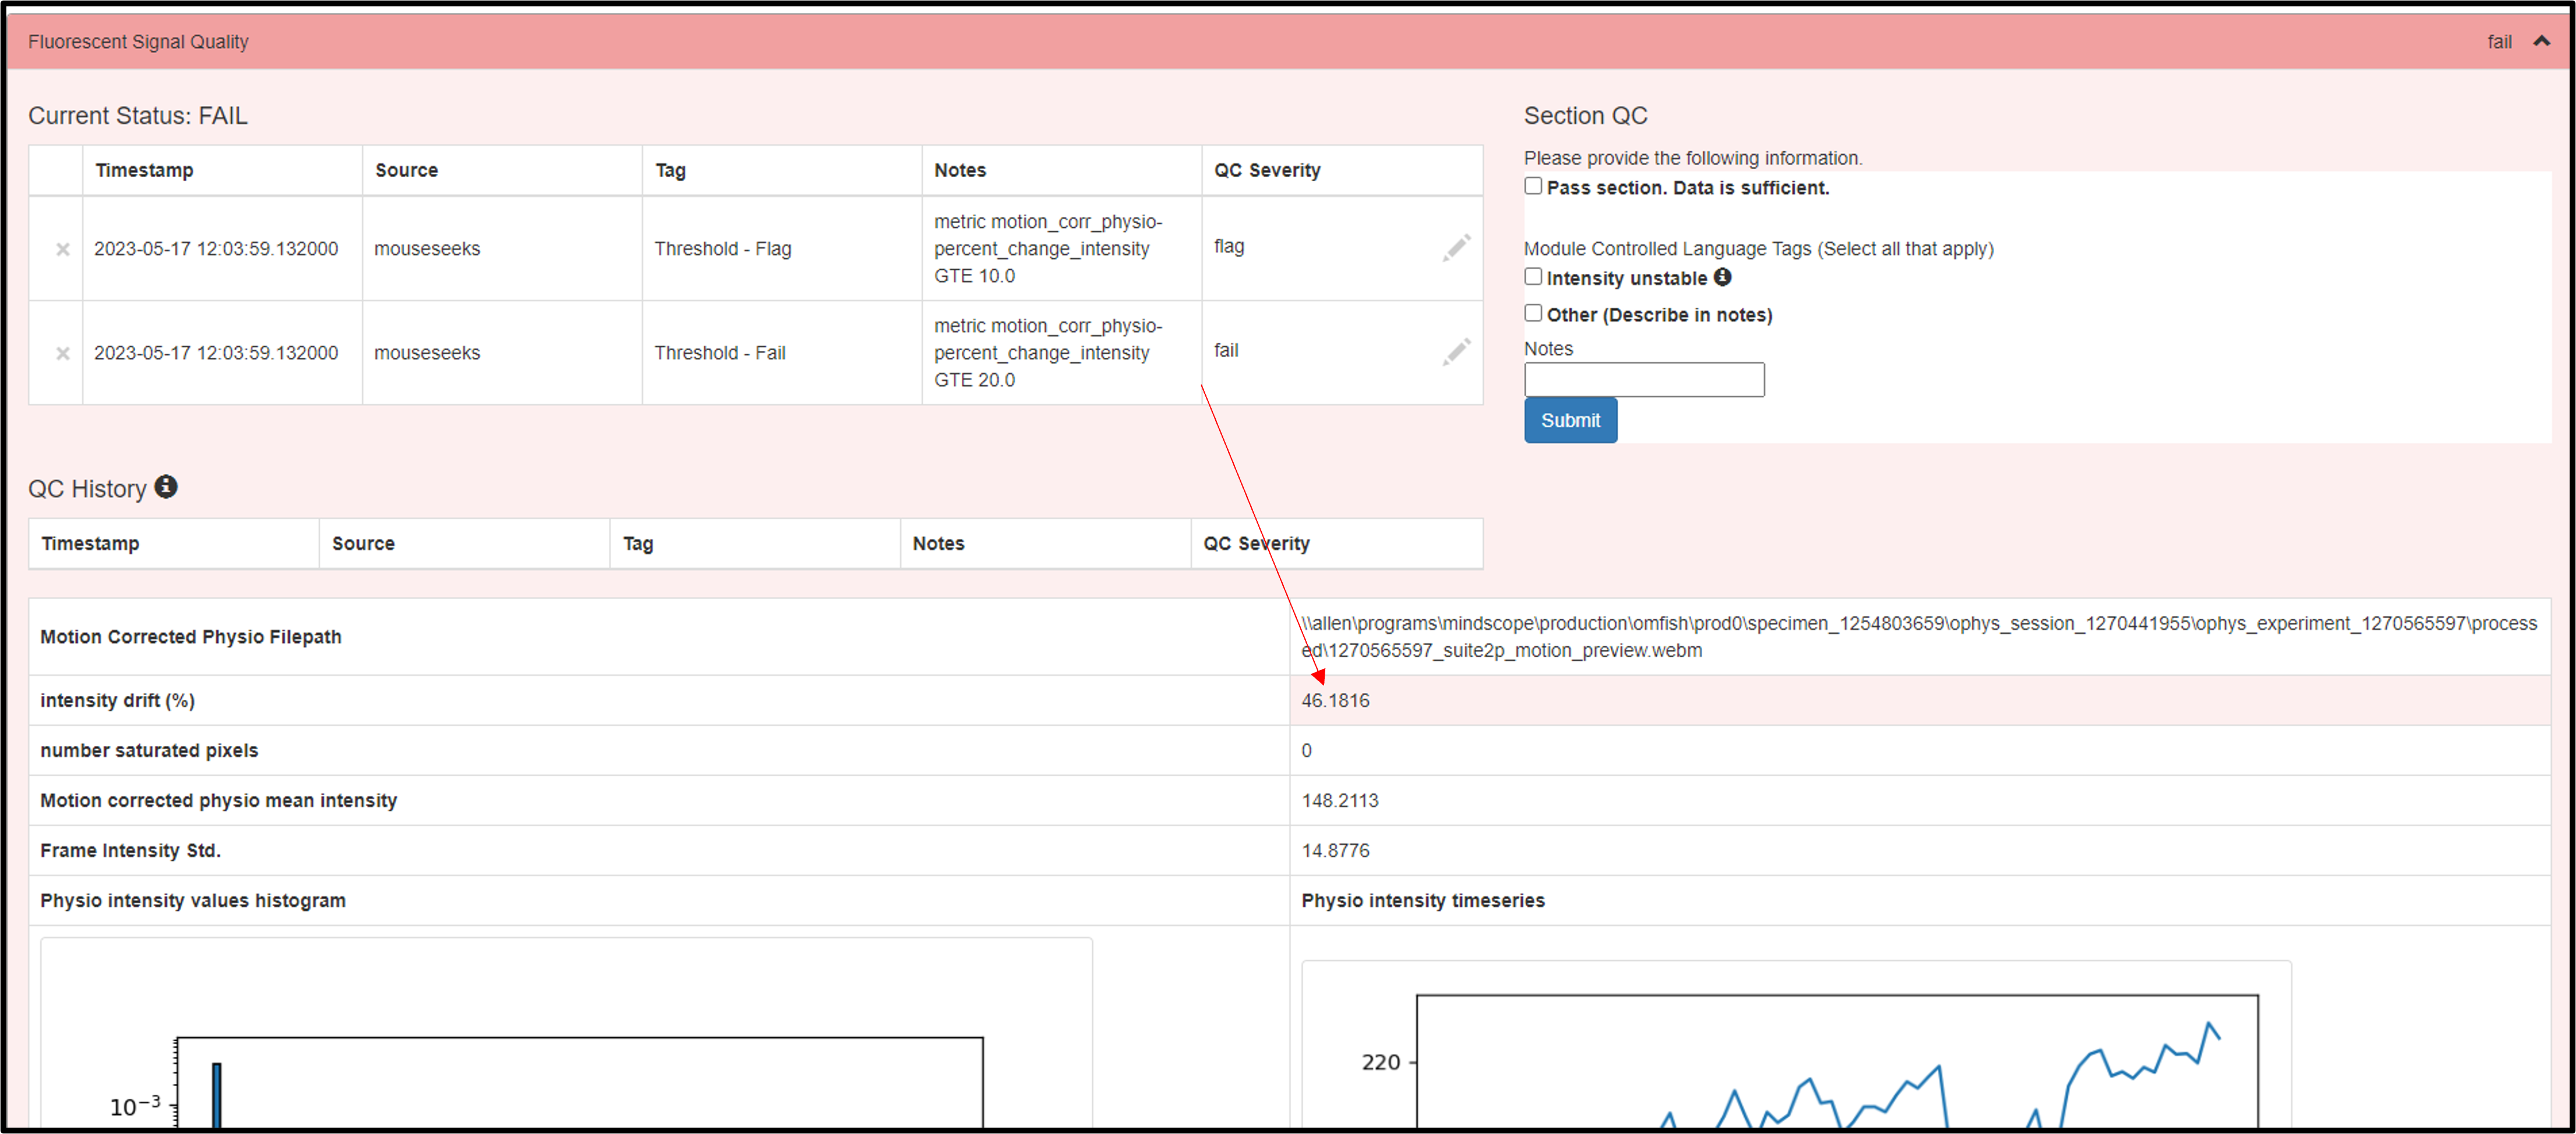 Fluorescent Signal Quality
fail
Current Status: FAIL
Timestamp Source Tag Notes QC Severity
2023-05-17 12:03:59.132000 mouseseeks Threshold - Flag metric motion_corr_physio-
percent_change_intensity
GTE 10.0 flag
2023-05-17 12:03:59.132000 mouseseeks Threshold - Fail metric motion_corr_physio-
percent_change_intensity
GTE 20.0 fail
Section QC
Please provide the following information.
Pass section. Data is sufficient.
Module Controlled Language Tags (Select all that apply)
Intensity unstable
Other (Describe in notes)
Notes
Submit
QC History
Timestamp Source Tag Notes QC Severity
Motion Corrected Physio Filepath
\\allen\programs\mindscope\production\omfish\prod0\specimen_1254803659\ophys_session_1270441955\ophys_experiment_1270565597\process
ed\1270565597_suite2p_motion_preview.webm
intensity drift (%) 46.1816
number saturated pixels 0
Motion corrected physio mean intensity 148.2113
Frame Intensity Std. 14.8776
Physio intensity values histogram Physio intensity timeseries
10⁻³
220